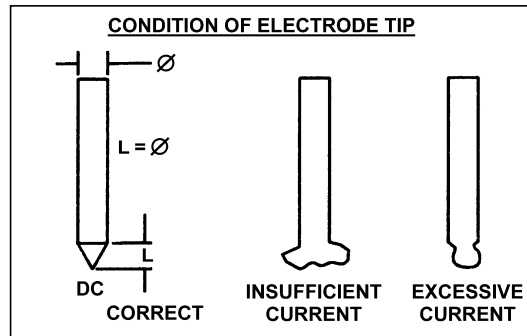 CONDITION OF ELECTRODE TIP
Ø
L = Ø
L
DC
CORRECT
INSUFFICIENT
CURRENT
EXCESSIVE
CURRENT